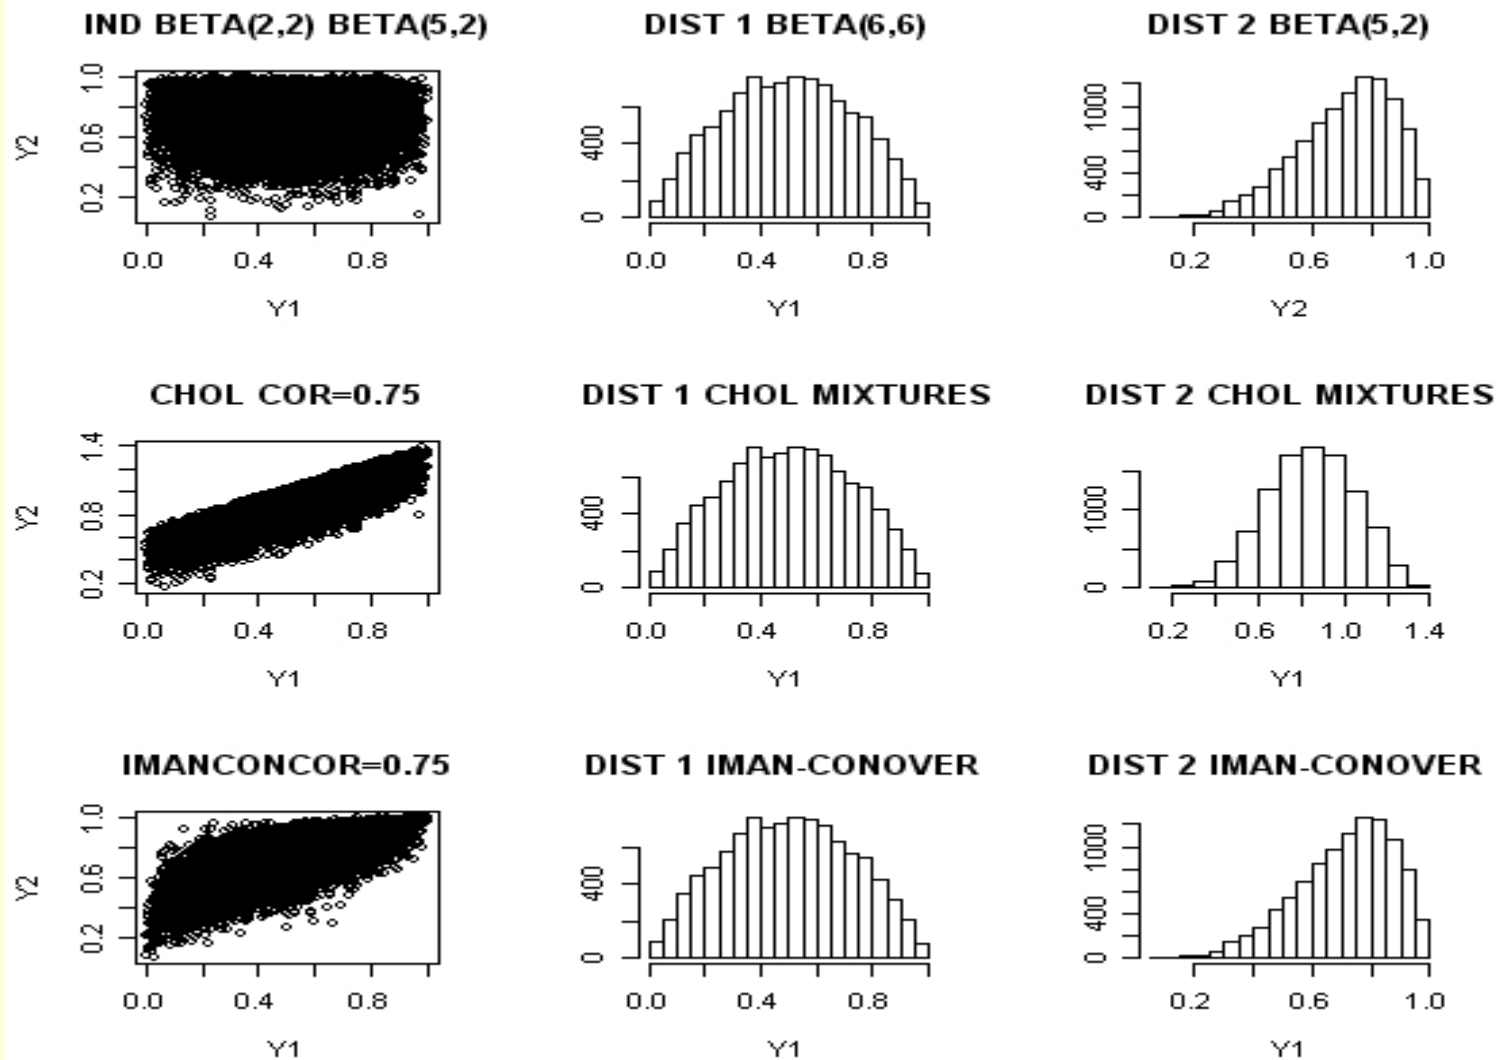 IND BETA(2,2) BETA(5,2)
DIST 1 BETA(6,6)
DIST 2 BETA(5,2)
Y2
0.2 0.6 1.0
0.0 0.4 0.8
Y1
0 400
0.0 0.4 0.8
Y1
0 400 1000
0.2 0.6 1.0
Y2
CHOL COR=0.75
DIST 1 CHOL MIXTURES
DIST 2 CHOL MIXTURES
Y2
0.2 0.8 1.4
0.0 0.4 0.8
Y1
0 400
0.0 0.4 0.8
Y1
0 1000
0.2 0.6 1.0 1.4
Y1
IMANCONCOR=0.75
DIST 1 IMAN-CONOVER
DIST 2 IMAN-CONOVER
Y2
0.2 0.6 1.0
0.0 0.4 0.8
Y1
0 400
0.0 0.4 0.8
Y1
0 400 1000
0.2 0.6 1.0
Y1